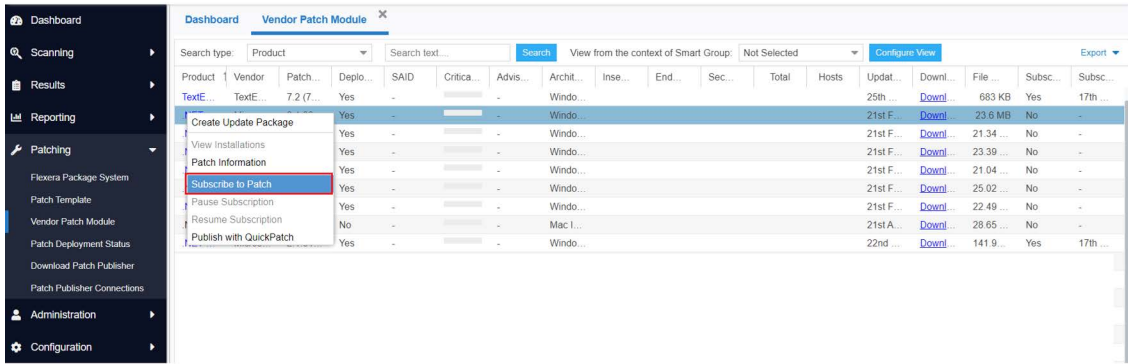 Dashboard
Scanning
Results
Reporting
Patching
Flexera Package System
Patch Template
Vendor Patch Module
Patch Deployment Status
Download Patch Publisher
Patch Publisher Connections
Administration
Configuration
Dashboard Vendor Patch Module
Search type: Product Search text... Search View from the context of Smart Group: Not Selected Configure View Export
Product Vendor Patch... Deplo... SAID Critica... Advis... Archit... Inse... End... Sec... Total Hosts Updat... Downl... File ... Subsc... Subsc...
TextE... TextE... 7.2 (7... Yes - - Windo... 25th ... Downl... 683 KB Yes 17th ...
Yes - - Windo... 21st F... Downl... 23.6 MB No -
Yes - - Windo... 21st F... Downl... 21.34 ... No -
Yes - - Windo... 21st F... Downl... 23.39 ... No -
Yes - - Windo... 21st F... Downl... 21.04 ... No -
Yes - - Windo... 21st F... Downl... 25.02 ... No -
Yes - - Windo... 21st F... Downl... 22.49 ... No -
No - - Mac I... 21st A... Downl... 28.65 ... No -
Yes - - Windo... 22nd ... Downl... 141.9... Yes 17th ...
Create Update Package
View Installations
Patch Information
Subscribe to Patch
Pause Subscription
Resume Subscription
Publish with QuickPatch